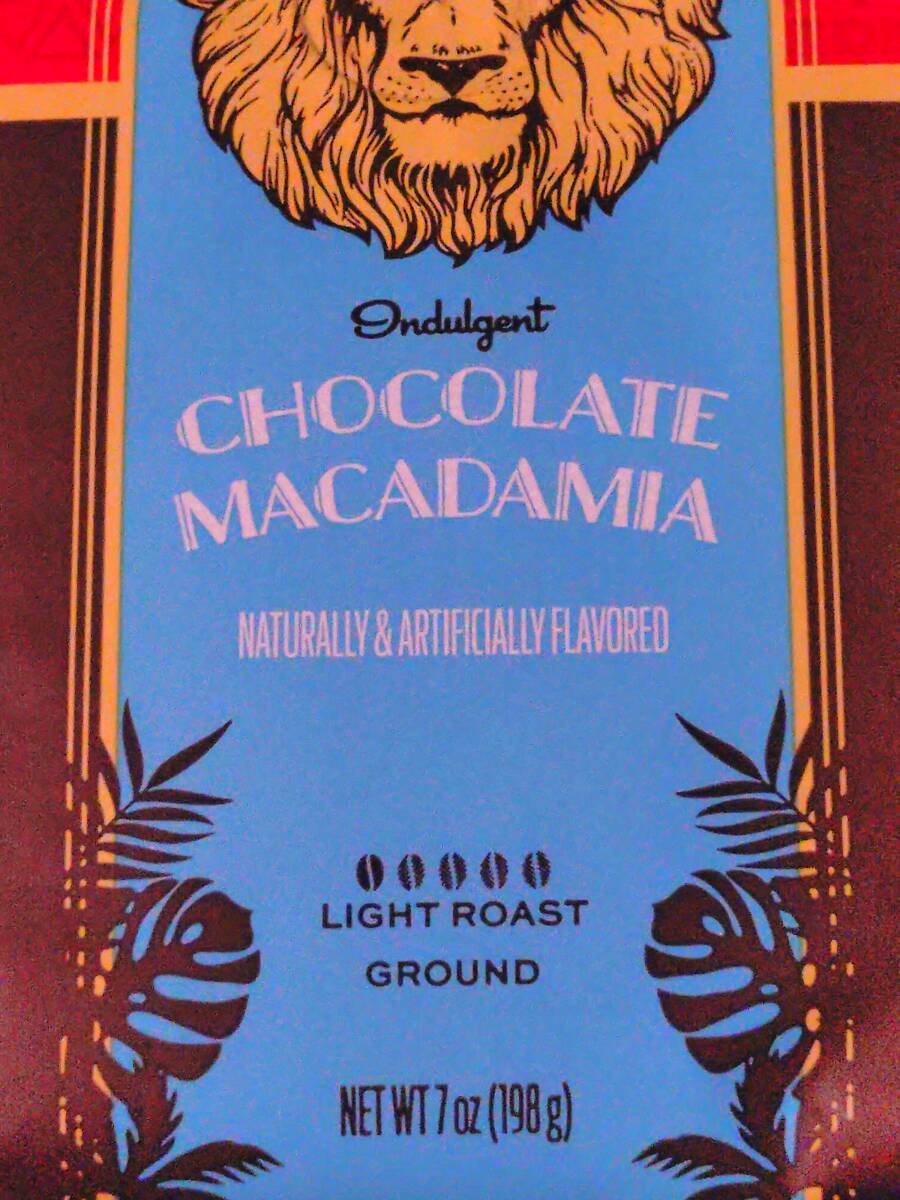 Indulgent
CHOCOLATE
MACADAMIA
NATURALLY & ARTIFICIALLY FLAVORED
LIGHT ROAST
GROUND
NET WT 7 oz (198 g)